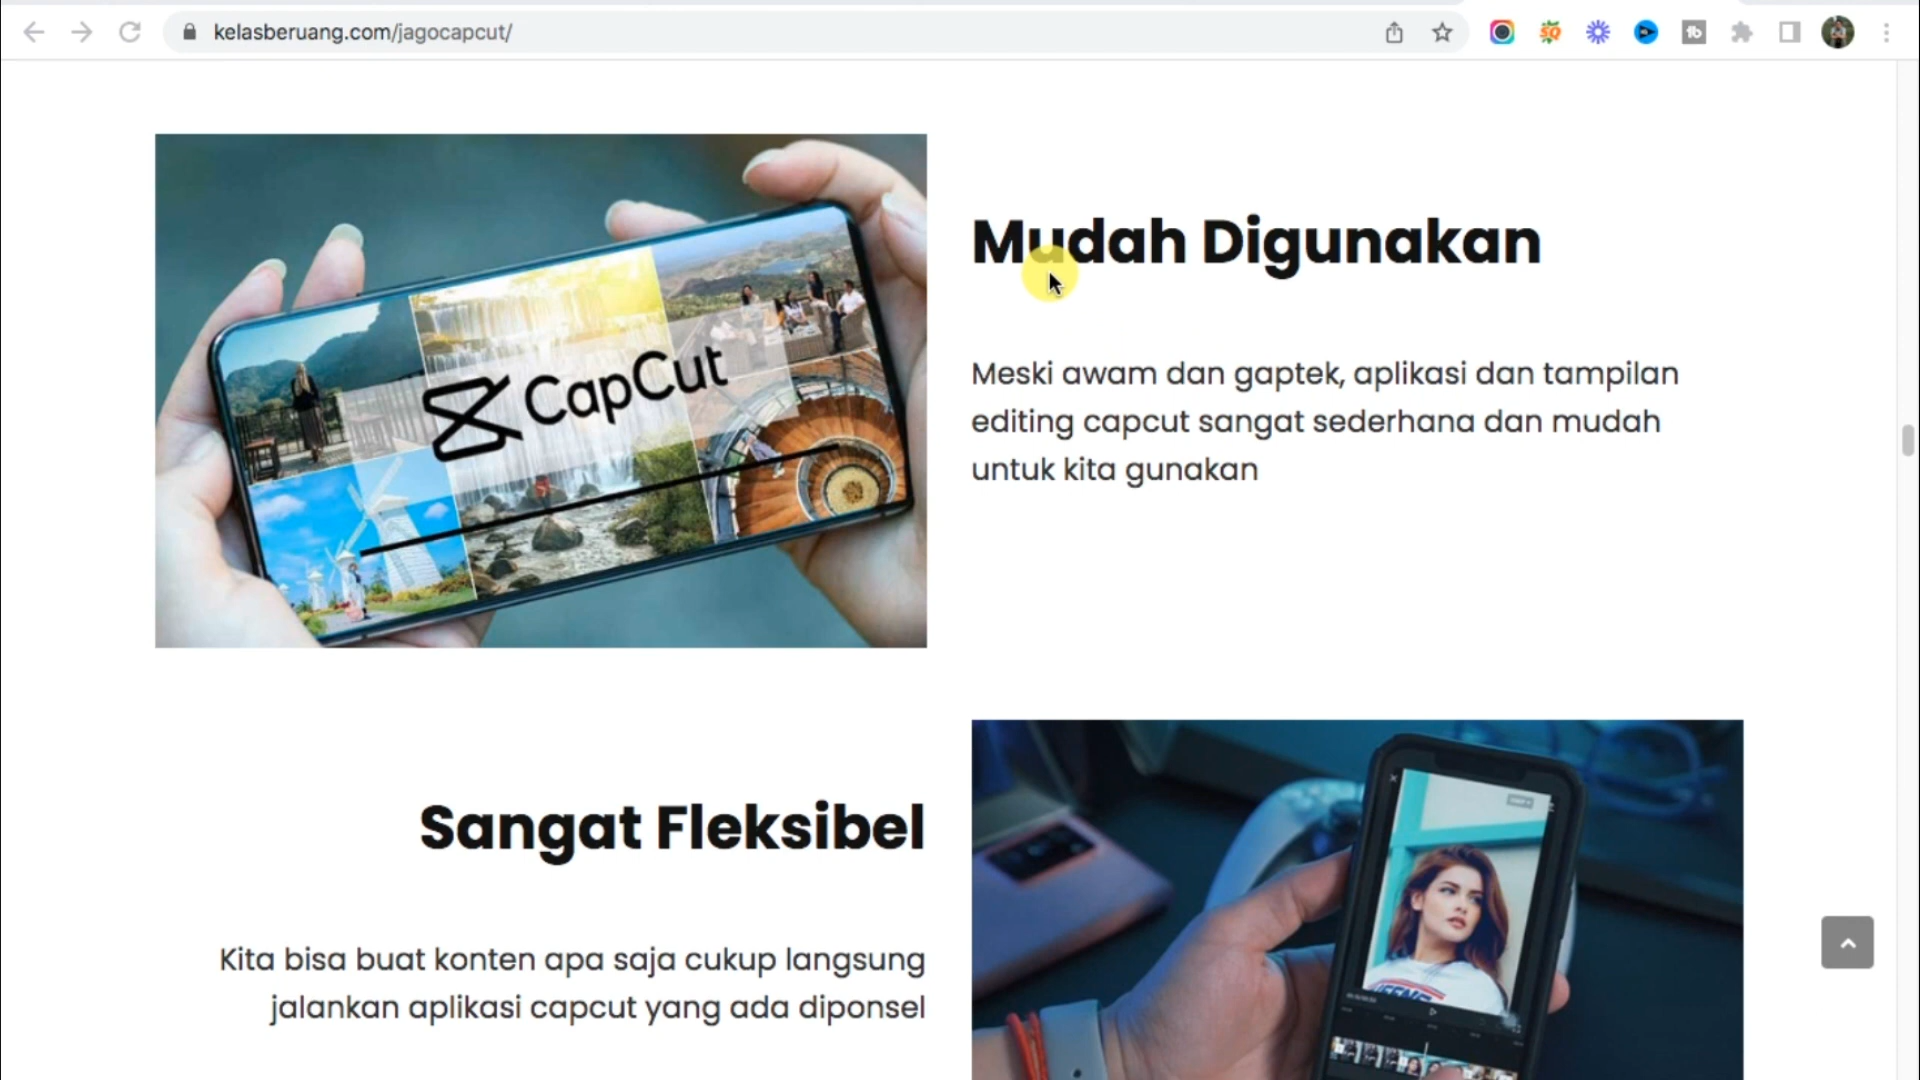 kelasberuang.com/jagocapcut/
CapCut
Mudah Digunakan
Meski awam dan gaptek, aplikasi dan tampilan
editing capcut sangat sederhana dan mudah
untuk kita gunakan
Sangat Fleksibel
Kita bisa buat konten apa saja cukup langsung
jalankan aplikasi capcut yang ada diponsel